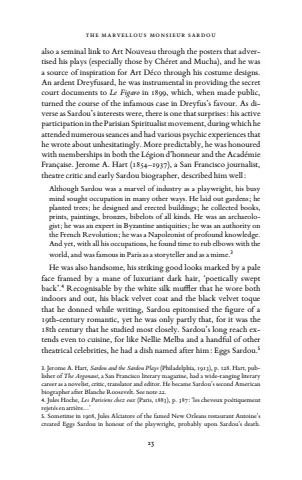 THE MARVELLOUS MONSIEUR SARDOU
also a seminal link to Art Nouveau through the posters that adver-
tised his plays (especially those by Chéret and Mucha), and he was
a source of inspiration for Art Déco through his costume designs.
An ardent Dreyfusard, he was instrumental in providing the secret
court documents to Le Figaro in 1899, which, when made public,
turned the course of the infamous case in Dreyfus's favour. As di-
verse as Sardou's interests were, there is one that surprises: his active
participation in the Parisian Spiritualist movement, during which he
attended numerous seances and had various psychic experiences that
he wrote about unhesitatingly. More predictably, he was honoured
with memberships in both the Légion d'honneur and the Académie
Française. Jerome A. Hart (1854–1937), a San Francisco journalist,
theatre critic and early Sardou biographer, described him well:
Although Sardou was a marvel of industry as a playwright, his busy
mind sought occupation in many other ways. He laid out gardens; he
planted trees; he designed and erected buildings; he collected books,
prints, paintings, bronzes, bibelots of all kinds. He was an archaeolo-
gist; he was an expert in Byzantine antiquities; he was an authority on
the French Revolution; he was a Napoleonist of profound knowledge.
And yet, with all his occupations, he found time to rub elbows with the
world, and was famous in Paris as a storyteller and as a mime.3
He was also handsome, his striking good looks marked by a pale
face framed by a mane of luxuriant dark hair, 'poetically swept
back'.4 Recognisable by the white silk muffler that he wore both
indoors and out, his black velvet coat and the black velvet toque
that he donned while writing, Sardou epitomised the figure of a
19th-century romantic, yet he was only partly that, for it was the
18th century that he studied most closely. Sardou's long reach ex-
tends even to cuisine, for like Nellie Melba and a handful of other
theatrical celebrities, he had a dish named after him: Eggs Sardou.5
3. Jerome A. Hart, Sardou and the Sardou Plays (Philadelphia, 1913), p. 128. Hart, pub-
lisher of The Argonaut, a San Francisco literary magazine, had a wide-ranging literary
career as a novelist, critic, translator and editor. He became Sardou's second American
biographer after Blanche Roosevelt. See note 22.
4. Jules Hoche, Les Parisiens chez eux (Paris, 1883), p. 387: 'les cheveux poétiquement
rejetés en arrière…'
5. Sometime in 1908, Jules Alciatore of the famed New Orleans restaurant Antoine's
created Eggs Sardou in honour of the playwright, probably upon Sardou's death.
23